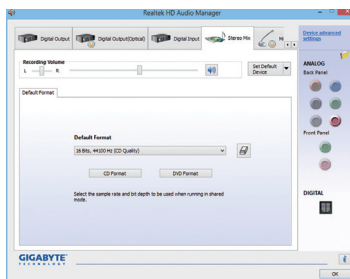 Realtek HD Audio Manager
Digital Output
Digital Output(Optical)
Digital Input
Stereo Mix
Device advanced
settings
Recording Volume
L
R
Set Default
Device
ANALOG
Back Panel
Default Format
Default Format
16 Bits, 44100 Hz (CD Quality)
CD Format
DVD Format
Select the sample rate and bit depth to be used when running in shared
mode.
Front Panel
DIGITAL
GIGABYTE
TECHNOLOGY
OK